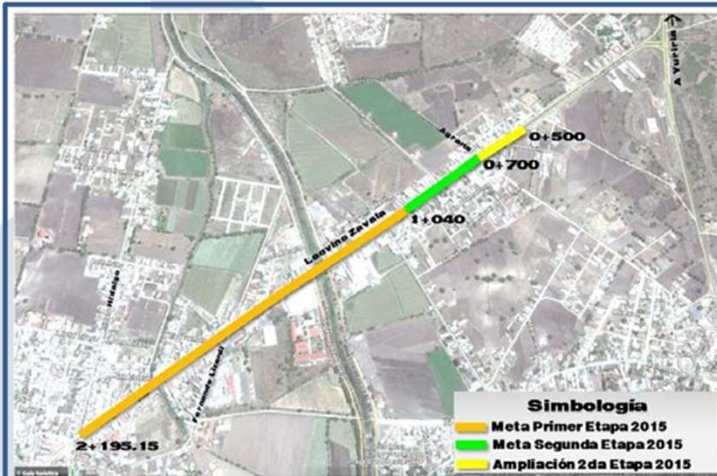 A Yuriria
0+500
Agraria
0+700
1+040
Leovino Zavala
Hidalgo
2+195.15
Simbología
Meta Primer Etapa 2015
Meta Segunda Etapa 2015
Ampliación 2da Etapa 2015